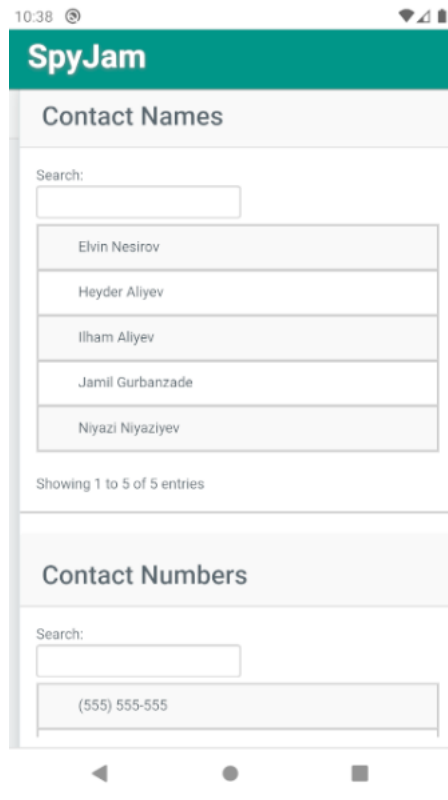 10:38
SpyJam
Contact Names
Search:
Elvin Nesirov
Heyder Aliyev
Ilham Aliyev
Jamil Gurbanzade
Niyazi Niyaziyev
Showing 1 to 5 of 5 entries
Contact Numbers
Search:
(555) 555-555